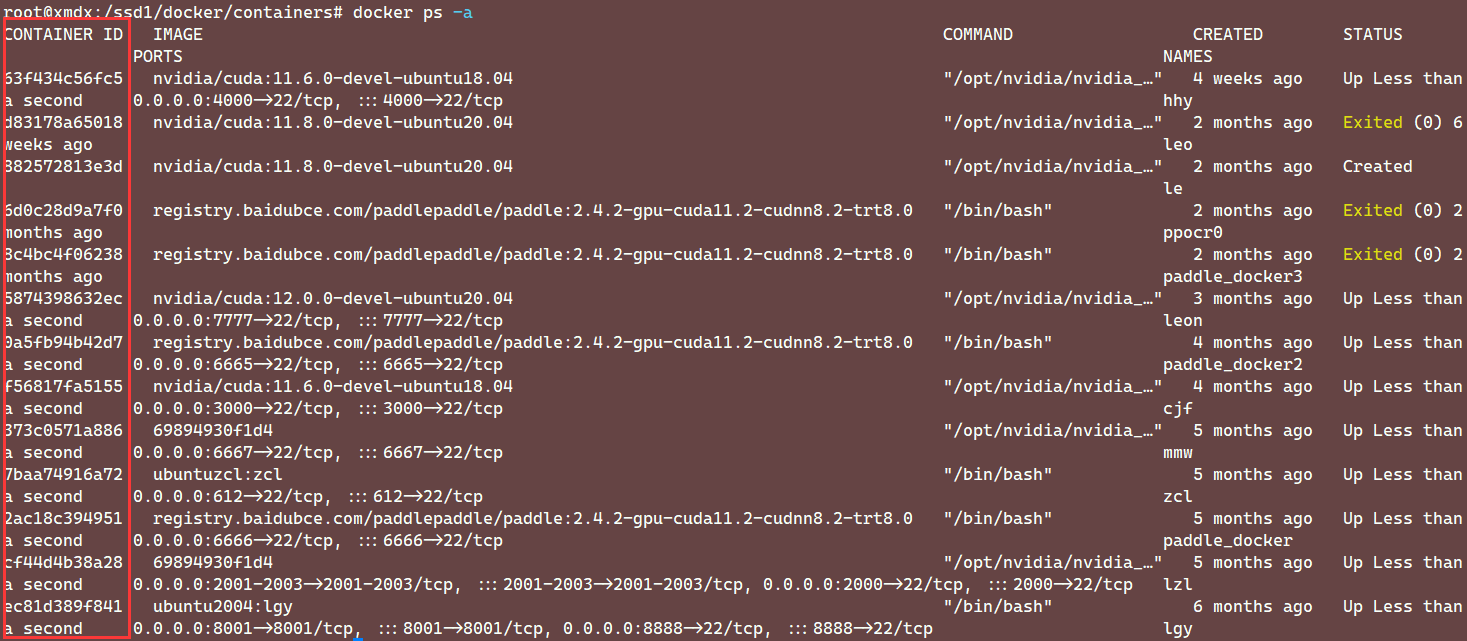 root@xmdx:/ssd1/docker/containers# docker ps -a
CONTAINER ID   IMAGE   COMMAND   CREATED   STATUS
PORTS   NAMES
63f434c56fc5   nvidia/cuda:11.6.0-devel-ubuntu18.04   "/opt/nvidia/nvidia_…"   4 weeks ago   Up Less than
a second   0.0.0.0:4000->22/tcp, :::4000->22/tcp   hhy
d83178a65018   nvidia/cuda:11.8.0-devel-ubuntu20.04   "/opt/nvidia/nvidia_…"   2 months ago   Exited (0) 6
weeks ago   leo
882572813e3d   nvidia/cuda:11.8.0-devel-ubuntu20.04   "/opt/nvidia/nvidia_…"   2 months ago   Created
le
6d0c28d9a7f0   registry.baidubce.com/paddlepaddle/paddle:2.4.2-gpu-cuda11.2-cudnn8.2-trt8.0   "/bin/bash"   2 months ago   Exited (0) 2
months ago   ppocr0
8c4bc4f06238   registry.baidubce.com/paddlepaddle/paddle:2.4.2-gpu-cuda11.2-cudnn8.2-trt8.0   "/bin/bash"   2 months ago   Exited (0) 2
months ago   paddle_docker3
5874398632ec   nvidia/cuda:12.0.0-devel-ubuntu20.04   "/opt/nvidia/nvidia_…"   3 months ago   Up Less than
a second   0.0.0.0:7777->22/tcp, :::7777->22/tcp   leon
0a5fb94b42d7   registry.baidubce.com/paddlepaddle/paddle:2.4.2-gpu-cuda11.2-cudnn8.2-trt8.0   "/bin/bash"   4 months ago   Up Less than
a second   0.0.0.0:6665->22/tcp, :::6665->22/tcp   paddle_docker2
f56817fa5155   nvidia/cuda:11.6.0-devel-ubuntu18.04   "/opt/nvidia/nvidia_…"   4 months ago   Up Less than
a second   0.0.0.0:3000->22/tcp, :::3000->22/tcp   cjf
373c0571a886   69894930f1d4   "/opt/nvidia/nvidia_…"   5 months ago   Up Less than
a second   0.0.0.0:6667->22/tcp, :::6667->22/tcp   mmw
7baa74916a72   ubuntuzcl:zcl   "/bin/bash"   5 months ago   Up Less than
a second   0.0.0.0:612->22/tcp, :::612->22/tcp   zcl
2ac18c394951   registry.baidubce.com/paddlepaddle/paddle:2.4.2-gpu-cuda11.2-cudnn8.2-trt8.0   "/bin/bash"   5 months ago   Up Less than
a second   0.0.0.0:6666->22/tcp, :::6666->22/tcp   paddle_docker
cf44d4b38a28   69894930f1d4   "/opt/nvidia/nvidia_…"   5 months ago   Up Less than
a second   0.0.0.0:2001-2003->2001-2003/tcp, :::2001-2003->2001-2003/tcp, 0.0.0.0:2000->22/tcp, :::2000->22/tcp   lzl
ec81d389f841   ubuntu2004:lgy   "/bin/bash"   6 months ago   Up Less than
a second   0.0.0.0:8001->8001/tcp, :::8001->8001/tcp, 0.0.0.0:8888->22/tcp, :::8888->22/tcp   lgy